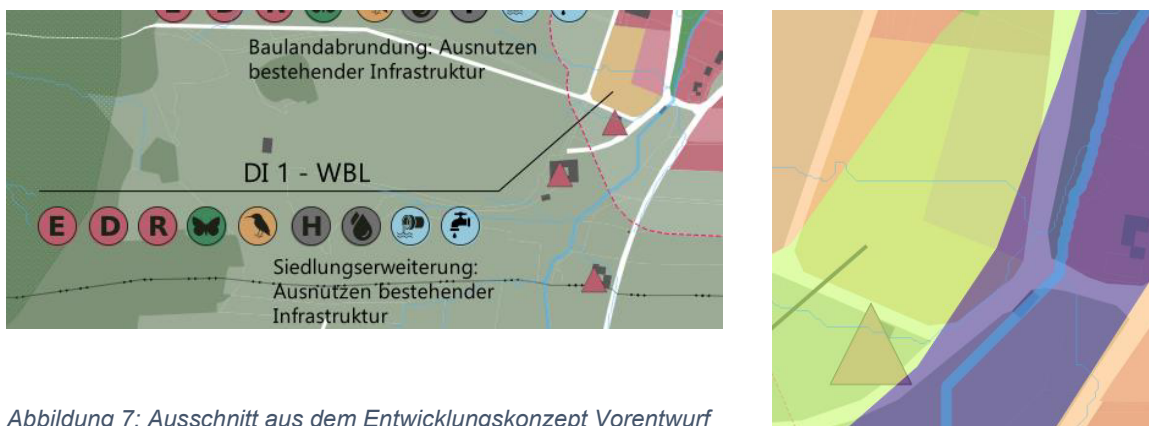 Baulandabrundung: Ausnutzen
bestehender Infrastruktur
DI 1 - WBL
E D R H
Siedlungserweiterung:
Ausnutzen bestehender
Infrastruktur
Abbildung 7: Ausschnitt aus dem Entwicklungskonzept Vorentwurf